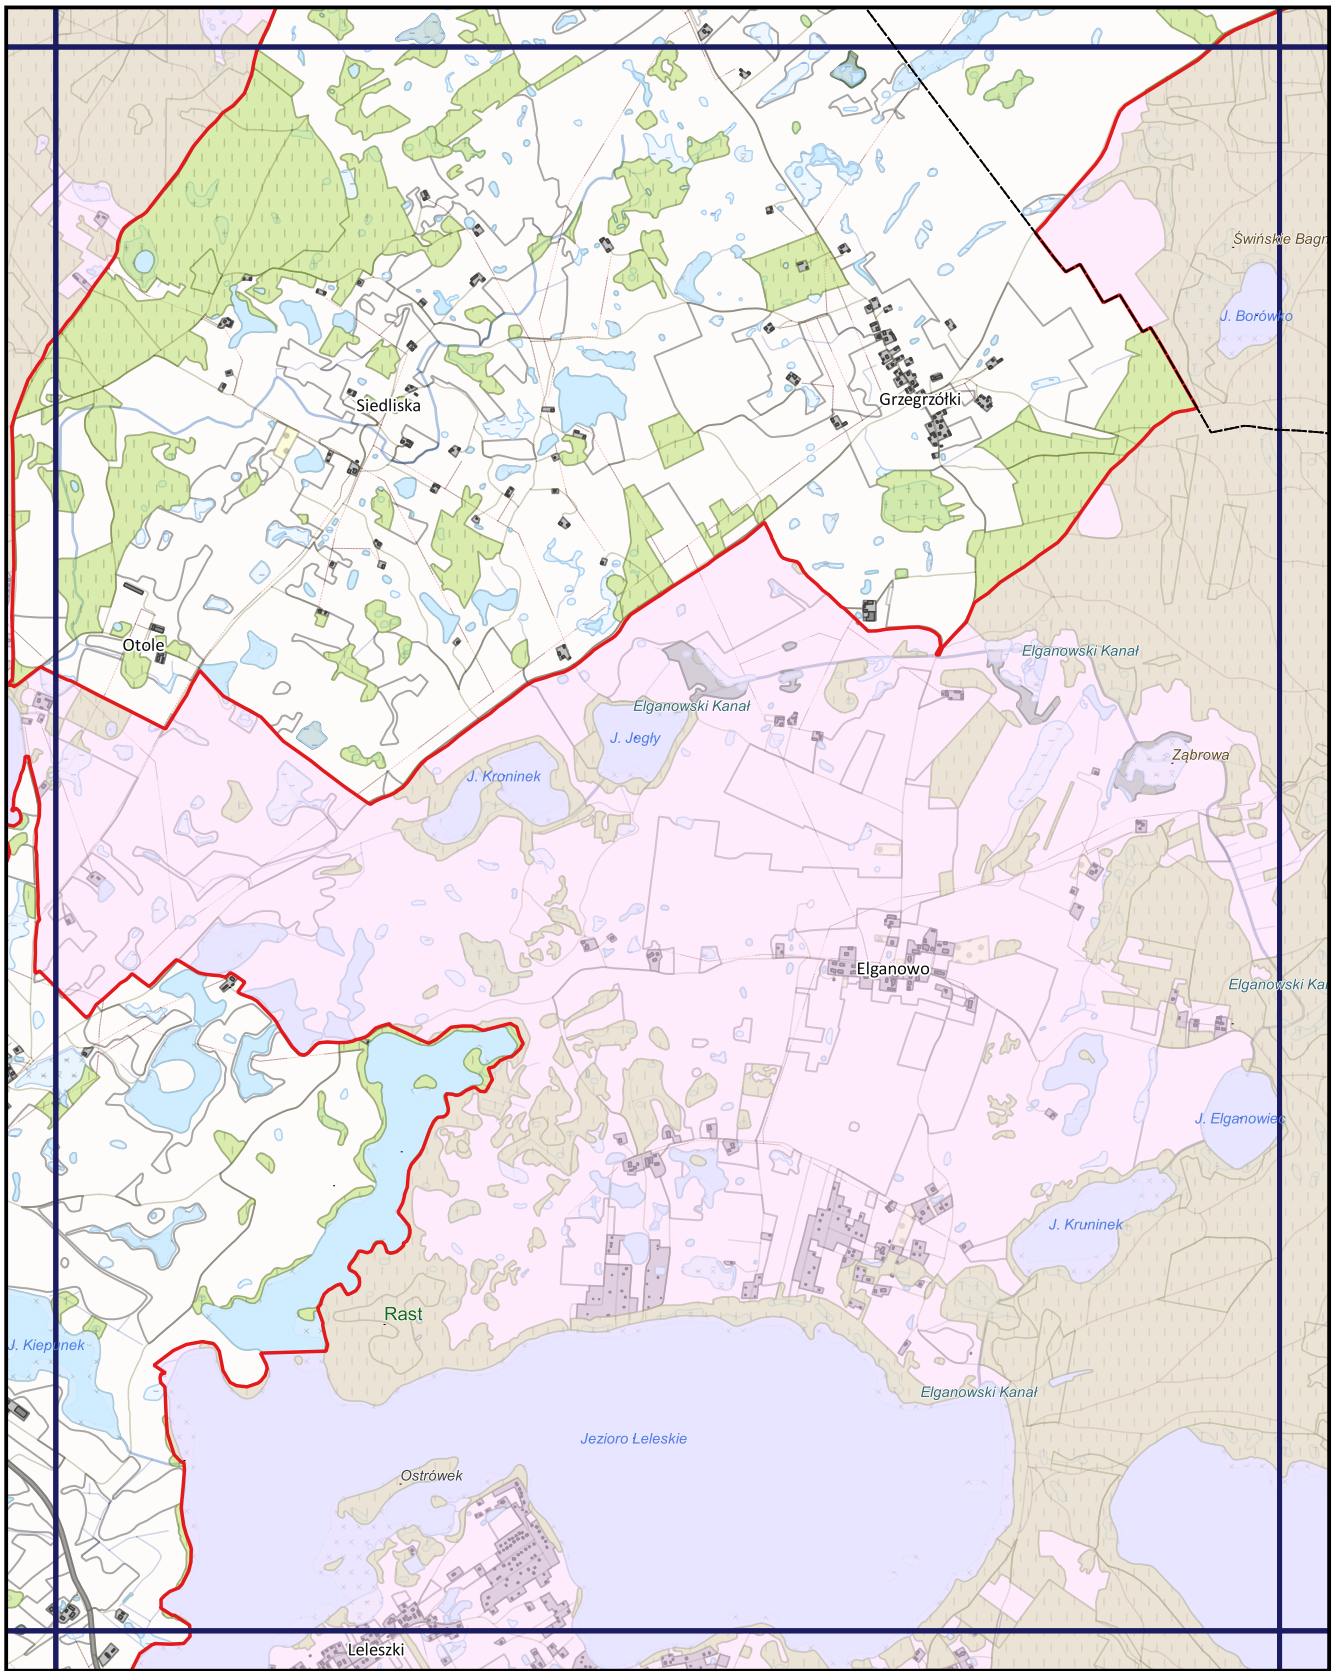 Świńskie Bagn
J. Borówko
Grzegrzółki
Siedliska
Otole
Elganowski Kanał
Elganowski Kanał
J. Jegły
Ząbrowa
J. Kroninek
Elganowo
Elganowski Kai
J. Elganowiec
J. Kruninek
Rast
J. Kiepunek
Elganowski Kanał
Jezioro Łeleskie
Ostrówek
Leleszki